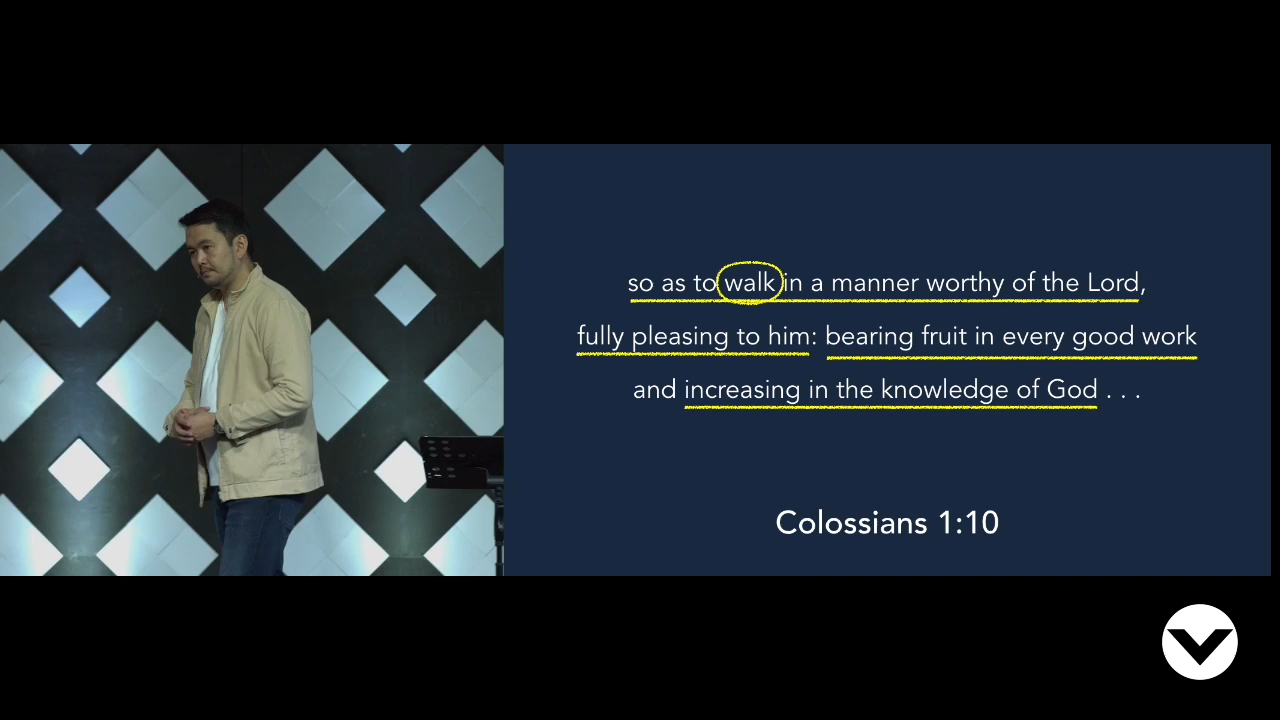 so as to walk in a manner worthy of the Lord,
fully pleasing to him: bearing fruit in every good work
and increasing in the knowledge of God . . .
Colossians 1:10